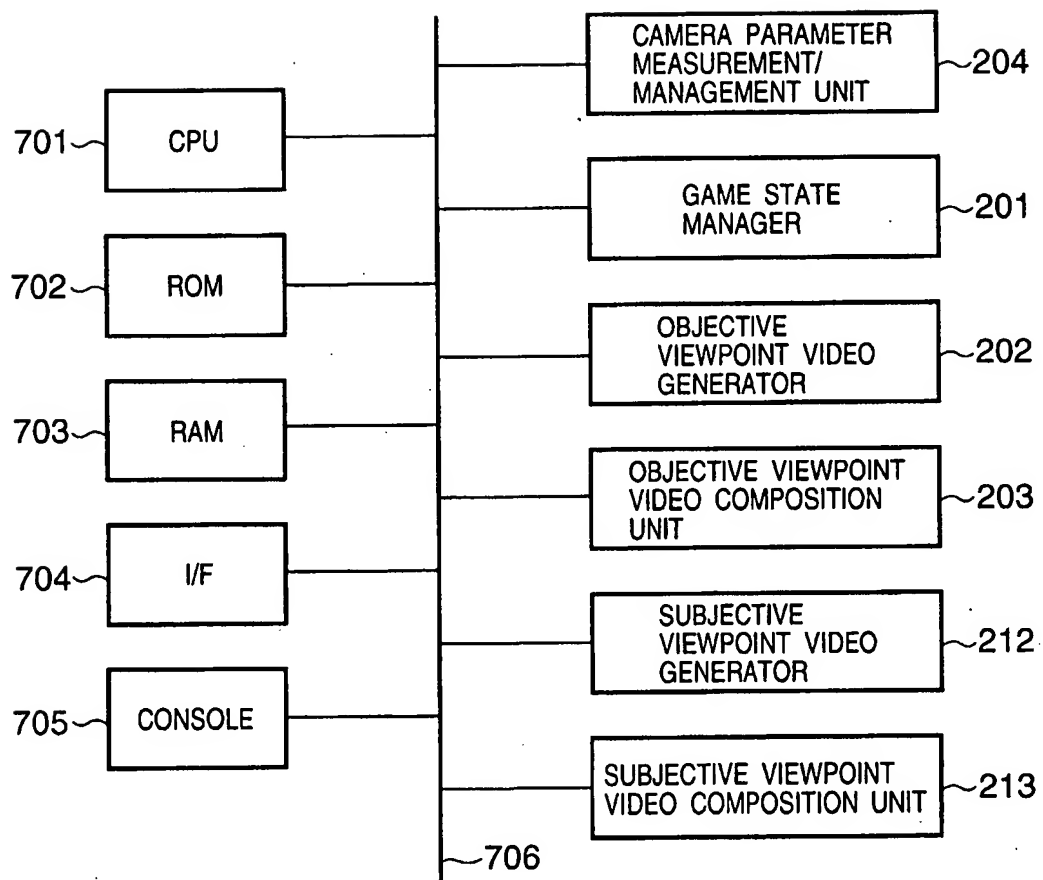 CAMERA PARAMETER
MEASUREMENT/
MANAGEMENT UNIT
204
701
CPU
GAME STATE
MANAGER
201
702
ROM
OBJECTIVE
VIEWPOINT VIDEO
GENERATOR
202
703
RAM
OBJECTIVE VIEWPOINT
VIDEO COMPOSITION
UNIT
203
704
I/F
SUBJECTIVE
VIEWPOINT VIDEO
GENERATOR
212
705
CONSOLE
SUBJECTIVE VIEWPOINT
VIDEO COMPOSITION UNIT
213
706